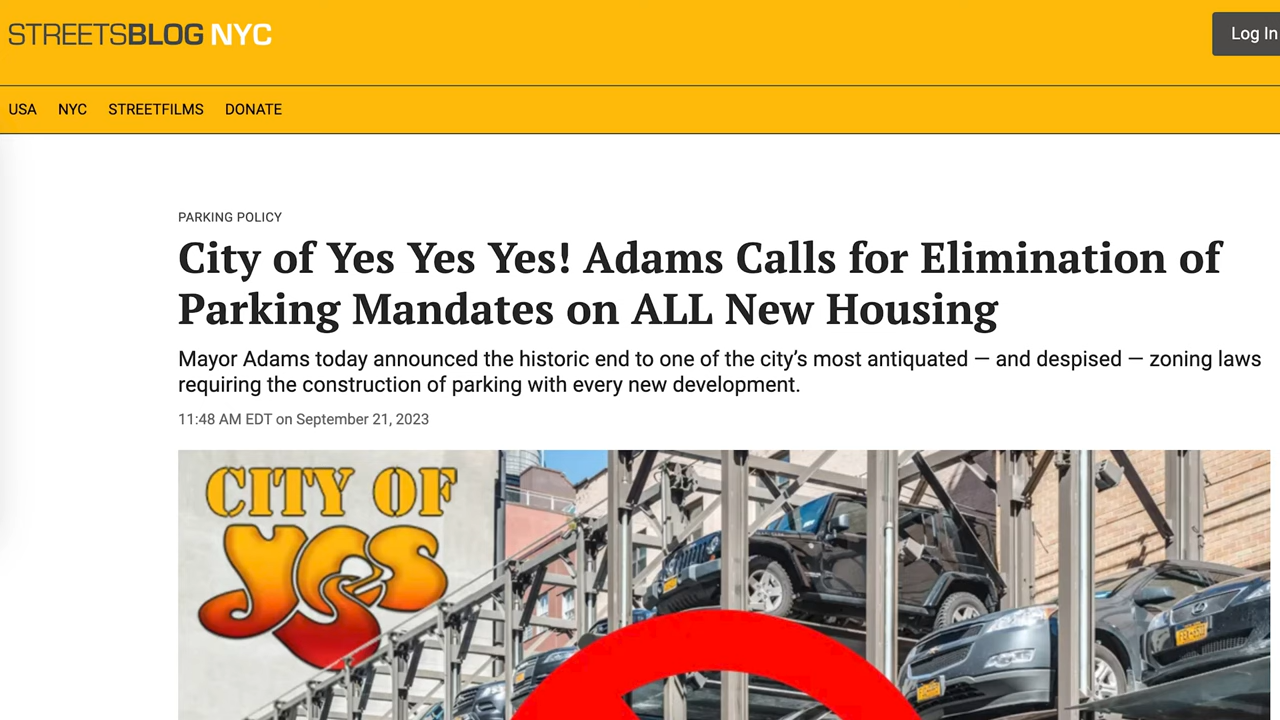 STREETSBLOG NYC
Log In
USA NYC STREETFILMS DONATE
PARKING POLICY
City of Yes Yes Yes! Adams Calls for Elimination of
Parking Mandates on ALL New Housing
Mayor Adams today announced the historic end to one of the city’s most antiquated — and despised — zoning laws
requiring the construction of parking with every new development.
11:48 AM EDT on September 21, 2023
CITY OF
YES